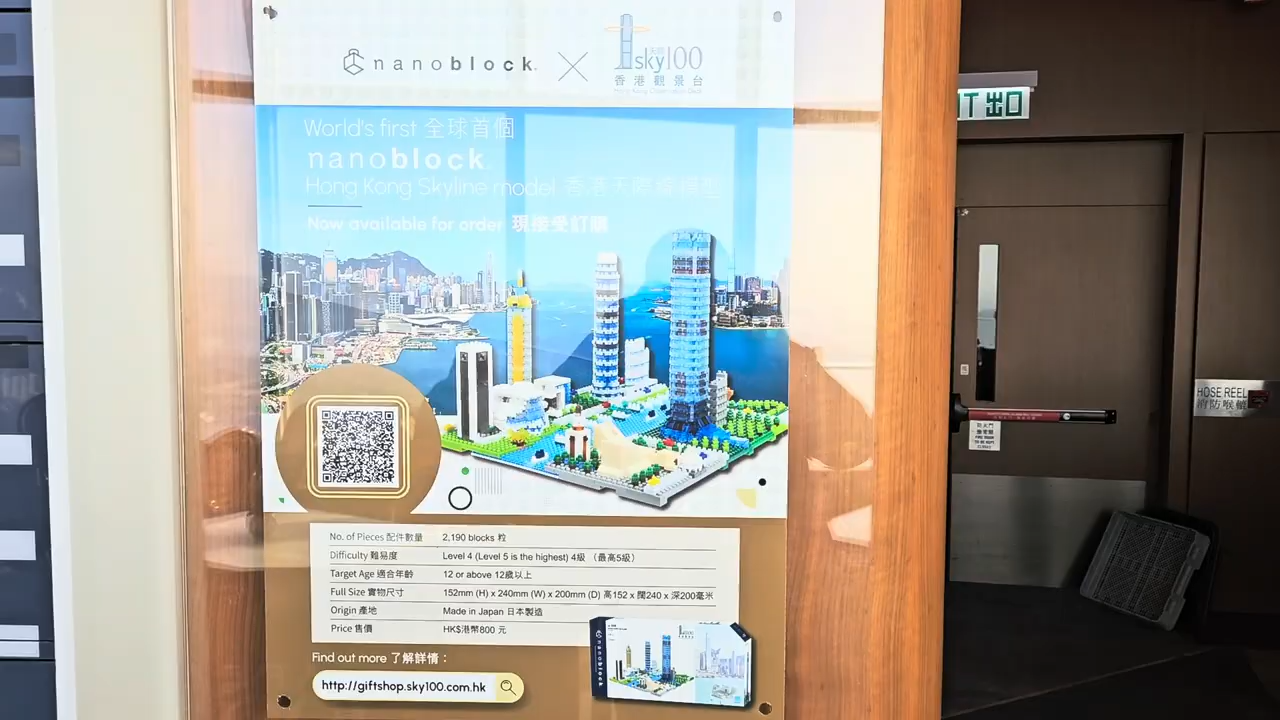 nanoblock
天際
sky100
香港觀景台
Hong Kong Observation Deck
World's first 全球首個
nanoblock
Hong Kong Skyline model 香港天際線模型
Now available for order 現接受訂購
No. of Pieces 配件數量 2,190 blocks 粒
Difficulty 難易度 Level 4 (Level 5 is the highest) 4級 （最高5級）
Target Age 適合年齡 12 or above 12歲以上
Full Size 實物尺寸 152mm (H) x 240mm (W) x 200mm (D) 高152 x 闊240 x 深200毫米
Origin 產地 Made in Japan 日本製造
Price 售價 HK$港幣800 元
Find out more 了解詳情：
http://giftshop.sky100.com.hk
nanoblock
出口
HOSE REEL
消防喉轆